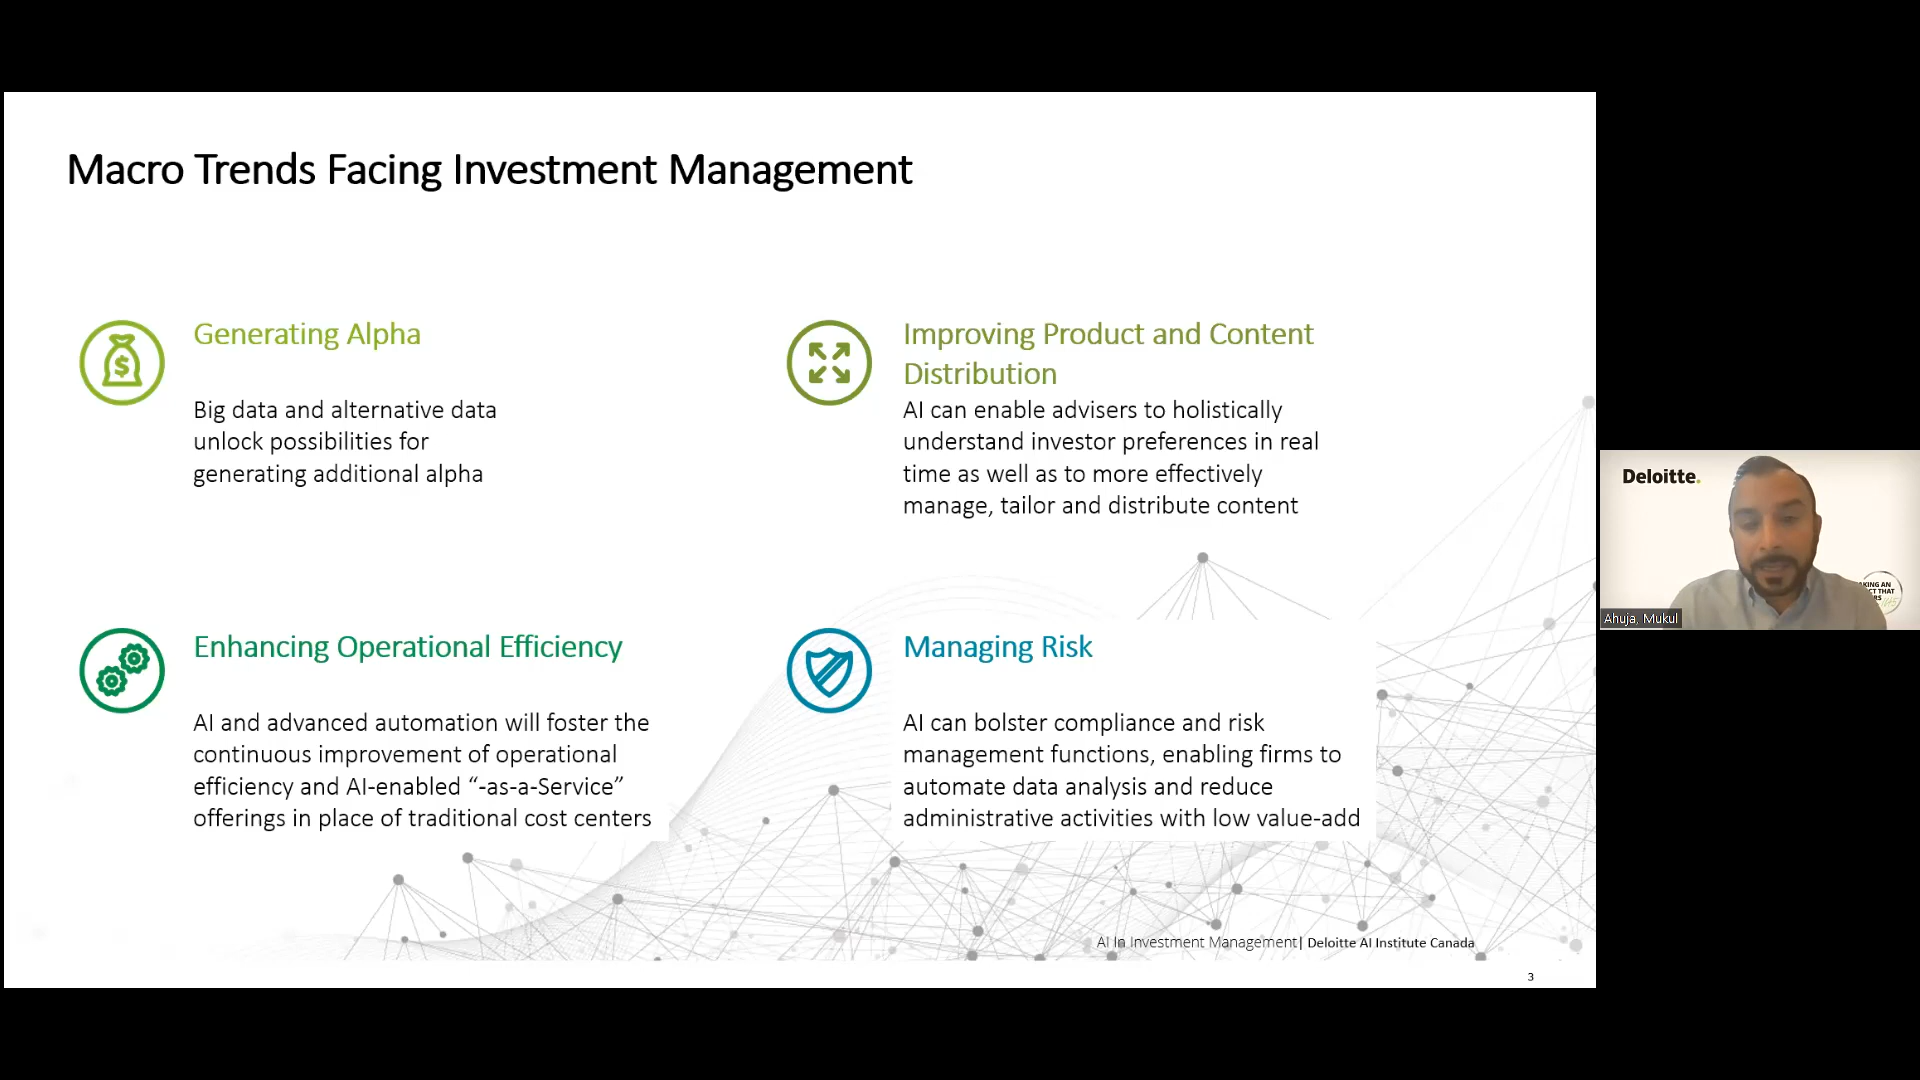 Macro Trends Facing Investment Management
Generating Alpha
Big data and alternative data
unlock possibilities for
generating additional alpha
Improving Product and Content
Distribution
AI can enable advisers to holistically
understand investor preferences in real
time as well as to more effectively
manage, tailor and distribute content
Enhancing Operational Efficiency
AI and advanced automation will foster the
continuous improvement of operational
efficiency and AI-enabled “-as-a-Service”
offerings in place of traditional cost centers
Managing Risk
AI can bolster compliance and risk
management functions, enabling firms to
automate data analysis and reduce
administrative activities with low value-add
AI In Investment Management| Deloitte AI Institute Canada
3
Deloitte.
AN
THAT
Ahuja, Mukul